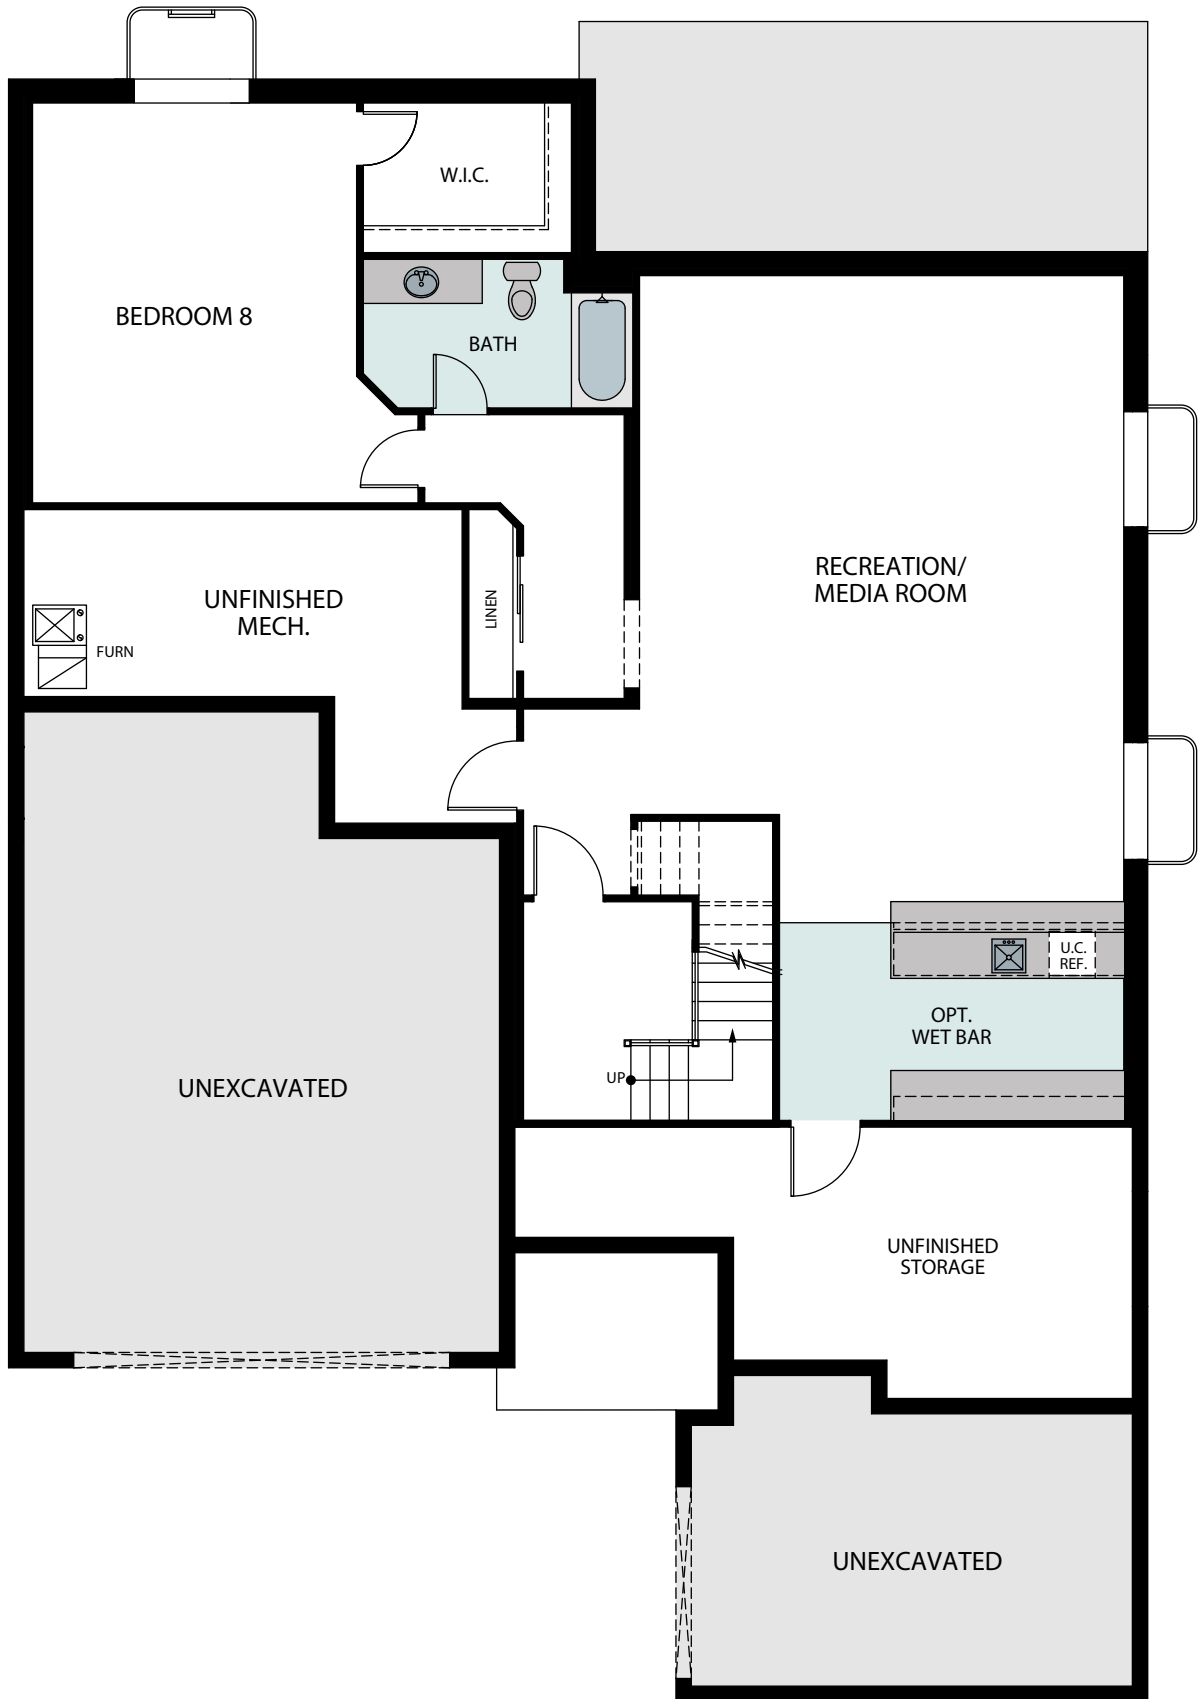 W.I.C.
BEDROOM 8
BATH
RECREATION/
MEDIA ROOM
UNFINISHED
MECH.
LINEN
FURN
U.C.
REF.
OPT.
WET BAR
UP
UNEXCAVATED
UNFINISHED
STORAGE
UNEXCAVATED